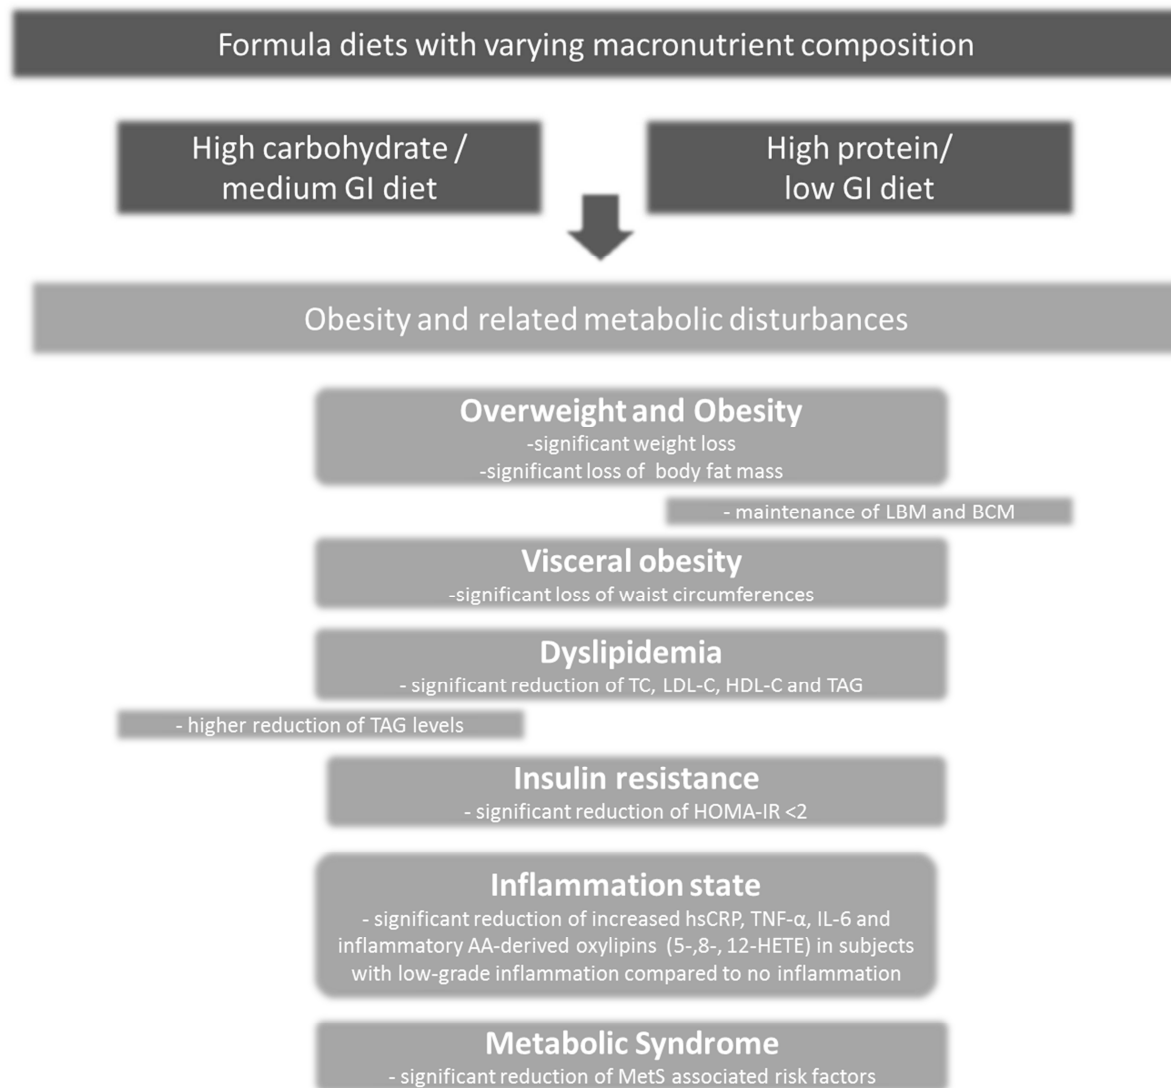 Formula diets with varying macronutrient composition
High carbohydrate /
medium GI diet
High protein/
low GI diet
Obesity and related metabolic disturbances
Overweight and Obesity
-significant weight loss
-significant loss of body fat mass
- maintenance of LBM and BCM
Visceral obesity
-significant loss of waist circumferences
Dyslipidemia
- significant reduction of TC, LDL-C, HDL-C and TAG
- higher reduction of TAG levels
Insulin resistance
- significant reduction of HOMA-IR <2
Inflammation state
- significant reduction of increased hsCRP, TNF-α, IL-6 and
inflammatory AA-derived oxylipins (5-,8-, 12-HETE) in subjects
with low-grade inflammation compared to no inflammation
Metabolic Syndrome
- significant reduction of MetS associated risk factors